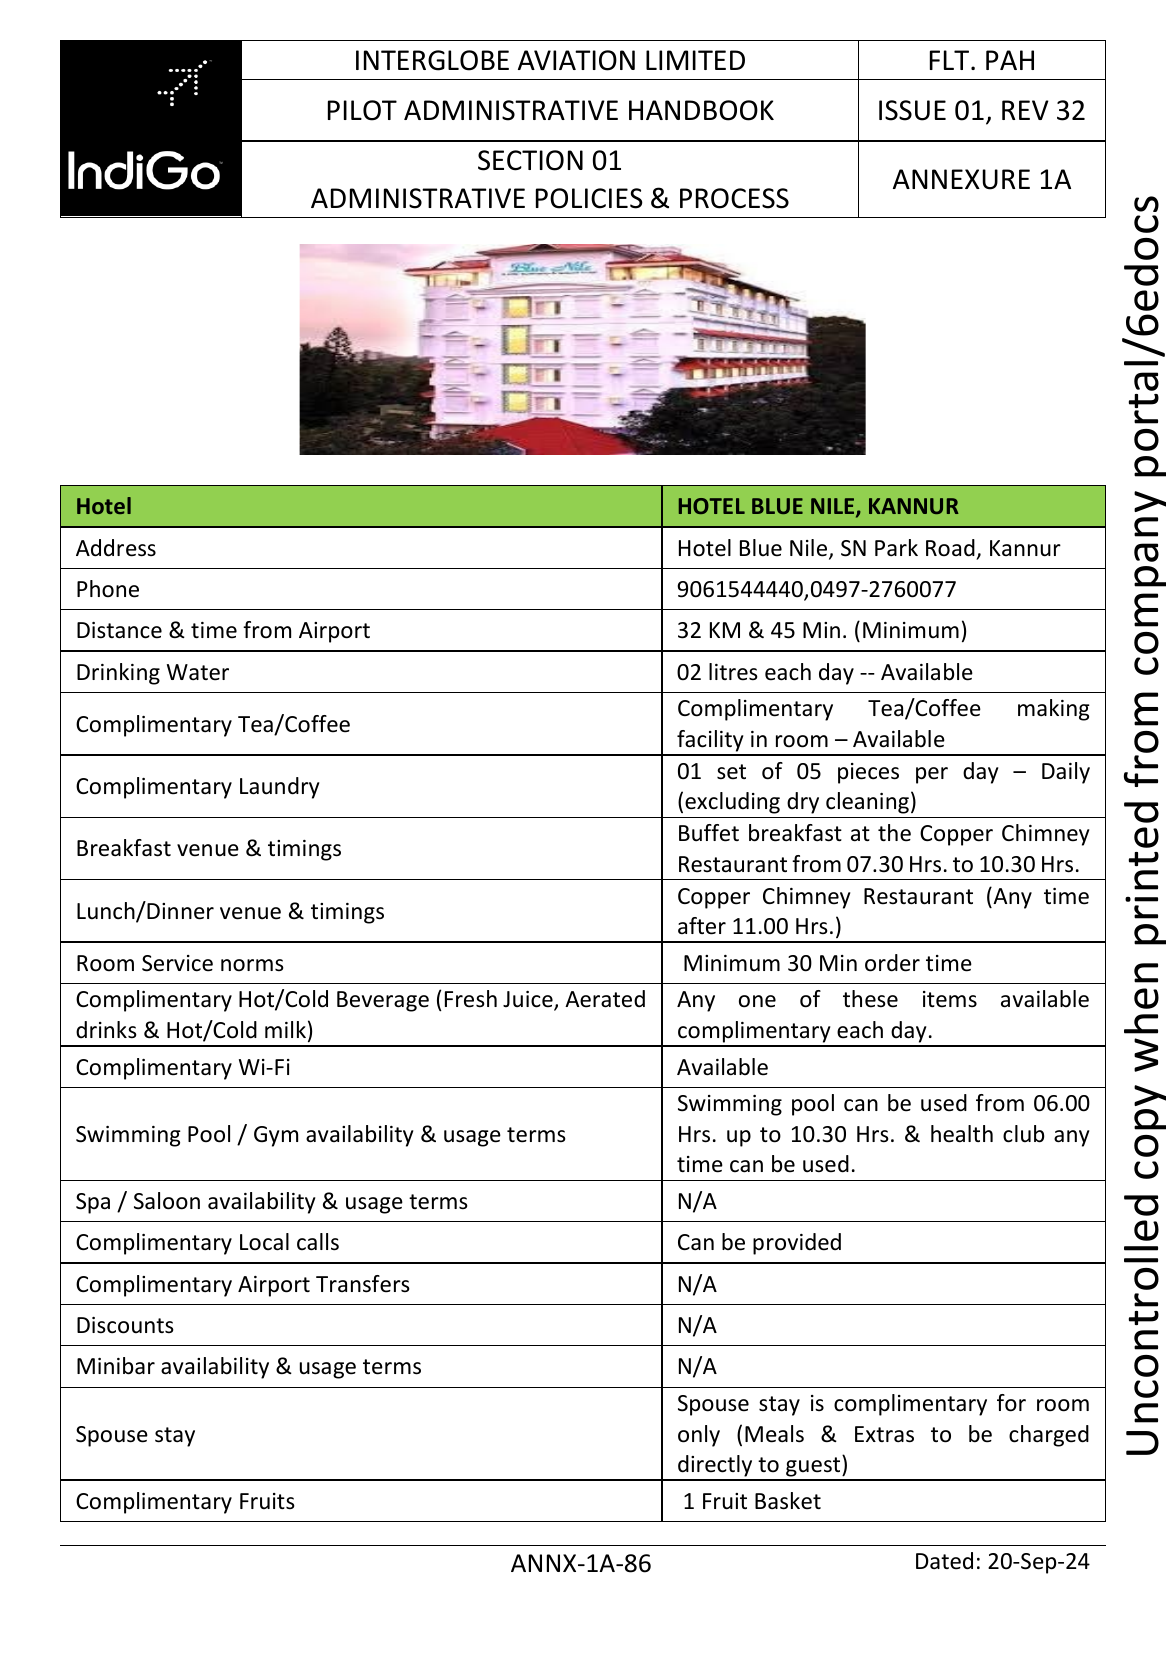 IndiGo
INTERGLOBE AVIATION LIMITED
FLT. PAH
PILOT ADMINISTRATIVE HANDBOOK
ISSUE 01, REV 32
SECTION 01
ADMINISTRATIVE POLICIES & PROCESS
ANNEXURE 1A
Blue Nile
Hotel
HOTEL BLUE NILE, KANNUR
Address
Hotel Blue Nile, SN Park Road, Kannur
Phone
9061544440,0497-2760077
Distance & time from Airport
32 KM & 45 Min. (Minimum)
Drinking Water
02 litres each day -- Available
Complimentary Tea/Coffee
Complimentary Tea/Coffee making
facility in room – Available
Complimentary Laundry
01 set of 05 pieces per day – Daily
(excluding dry cleaning)
Breakfast venue & timings
Buffet breakfast at the Copper Chimney
Restaurant from 07.30 Hrs. to 10.30 Hrs.
Lunch/Dinner venue & timings
Copper Chimney Restaurant (Any time
after 11.00 Hrs.)
Room Service norms
Minimum 30 Min order time
Complimentary Hot/Cold Beverage (Fresh Juice, Aerated
drinks & Hot/Cold milk)
Any one of these items available
complimentary each day.
Complimentary Wi-Fi
Available
Swimming Pool / Gym availability & usage terms
Swimming pool can be used from 06.00
Hrs. up to 10.30 Hrs. & health club any
time can be used.
Spa / Saloon availability & usage terms
N/A
Complimentary Local calls
Can be provided
Complimentary Airport Transfers
N/A
Discounts
N/A
Minibar availability & usage terms
N/A
Spouse stay
Spouse stay is complimentary for room
only (Meals & Extras to be charged
directly to guest)
Complimentary Fruits
1 Fruit Basket
ANNX-1A-86
Dated: 20-Sep-24
Uncontrolled copy when printed from company portal/6edocs